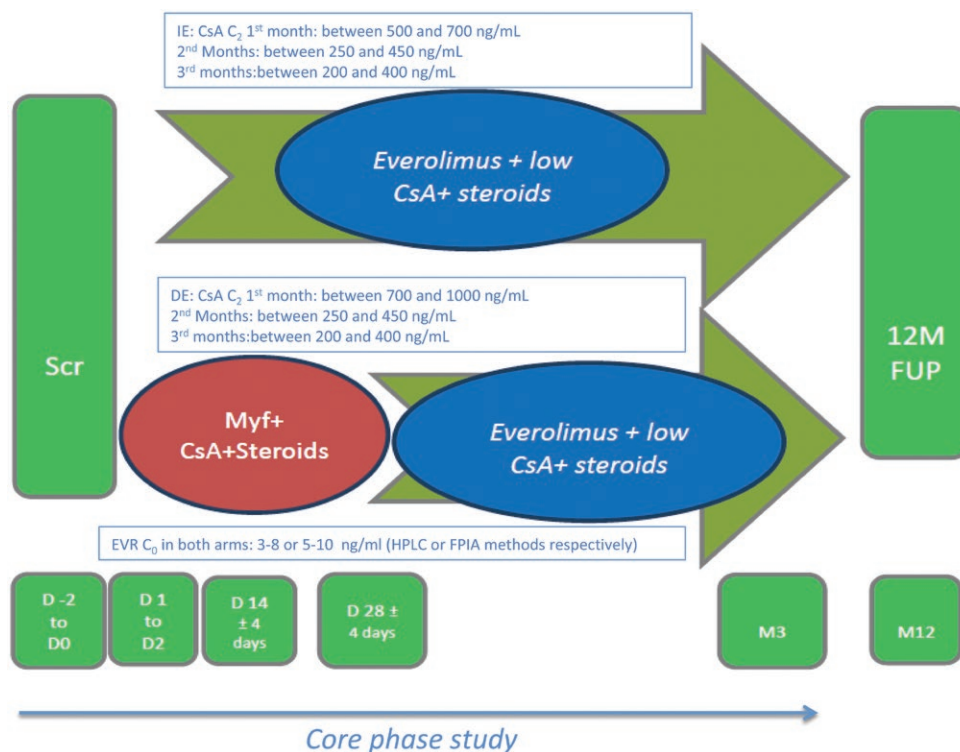 IE: CsA C₂ 1ˢᵗ month: between 500 and 700 ng/mL
2ⁿᵈ Months: between 250 and 450 ng/mL
3ʳᵈ months:between 200 and 400 ng/mL
Everolimus + low
CsA+ steroids
DE: CsA C₂ 1ˢᵗ month: between 700 and 1000 ng/mL
2ⁿᵈ Months: between 250 and 450 ng/mL
3ʳᵈ months:between 200 and 400 ng/mL
Scr
12M
FUP
Myf+
CsA+Steroids
Everolimus + low
CsA+ steroids
EVR C₀ in both arms: 3-8 or 5-10 ng/ml (HPLC or FPIA methods respectively)
D -2
to
D0
D 1
to
D2
D 14
± 4
days
D 28 ±
4 days
M3
M12
Core phase study